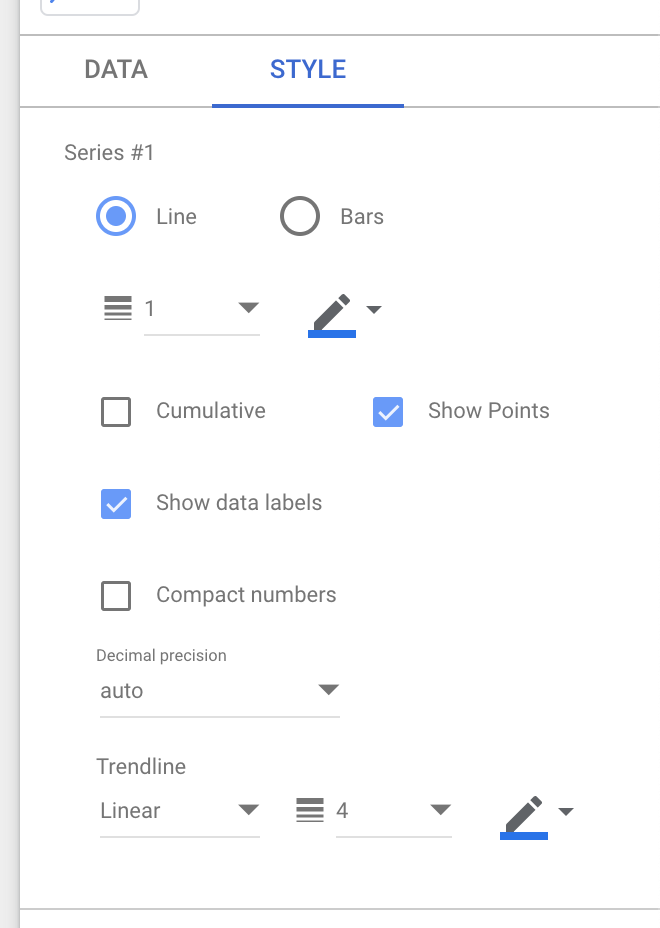 DATA STYLE
Series #1
Line Bars
1
Cumulative Show Points
Show data labels
Compact numbers
Decimal precision
auto
Trendline
Linear 4